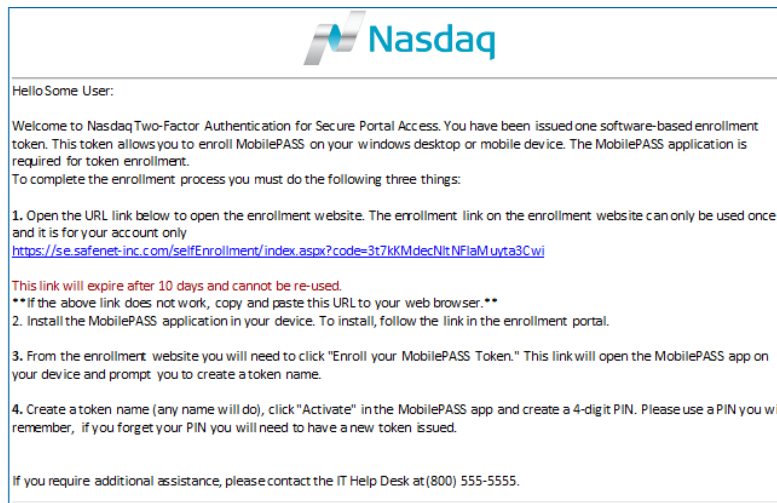 Nasdaq
Hello Some User:
Welcome to Nasdaq Two-Factor Authentication for Secure Portal Access. You have been issued one software-based enrollment
token. This token allows you to enroll MobilePASS on your windows desktop or mobile device. The MobilePASS application is
required for token enrollment.
To complete the enrollment process you must do the following three things:
1. Open the URL link below to open the enrollment website. The enrollment link on the enrollment website can only be used once
and it is for your account only
https://se.safenet-inc.com/selfEnrollment/index.aspx?code=3t7kKMdecNltNFlaMuyta3Cwi
This link will expire after 10 days and cannot be re-used.
**If the above link does not work, copy and paste this URL to your web browser.**
2. Install the MobilePASS application in your device. To install, follow the link in the enrollment portal.
3. From the enrollment website you will need to click "Enroll your MobilePASS Token." This link will open the MobilePASS app on
your device and prompt you to create a token name.
4. Create a token name (any name will do), click "Activate" in the MobilePASS app and create a 4-digit PIN. Please use a PIN you wi
remember, if you forget your PIN you will need to have a new token issued.
If you require additional assistance, please contact the IT Help Desk at (800) 555-5555.